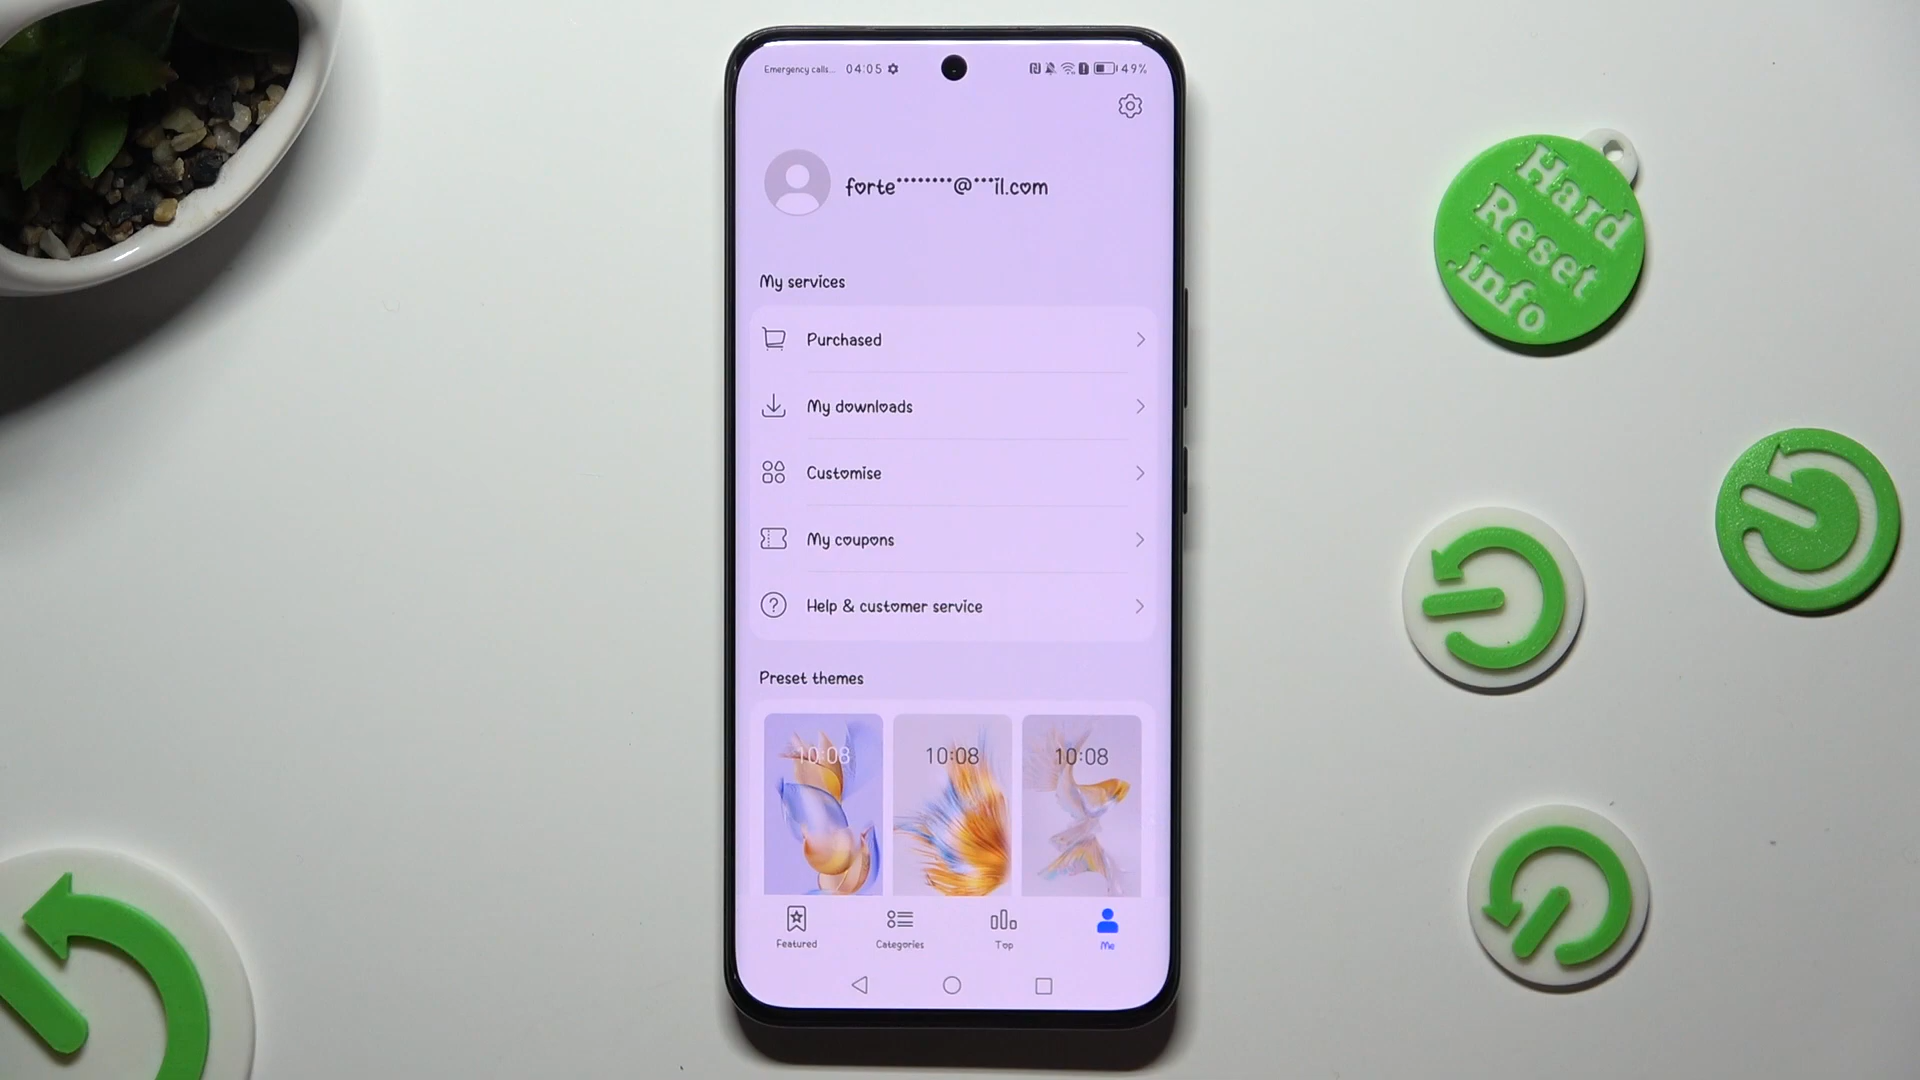 Emergency calls... 04:05 49%
forte********@***il.com
My services
Purchased
My downloads
Customise
My coupons
Help & customer service
Preset themes
10:08 10:08 10:08
Featured Categories Top Me
Hard
Reset
.info